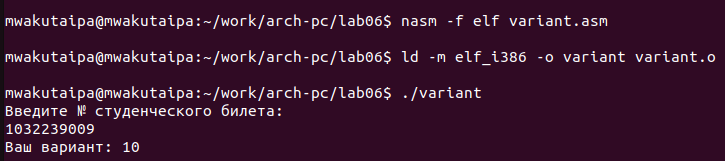 mwakutaipa@mwakutaipa:~/work/arch-pc/lab06$ nasm -f elf variant.asm
mwakutaipa@mwakutaipa:~/work/arch-pc/lab06$ ld -m elf_i386 -o variant variant.o
mwakutaipa@mwakutaipa:~/work/arch-pc/lab06$ ./variant
Введите № студенческого билета:
1032239009
Ваш вариант: 10